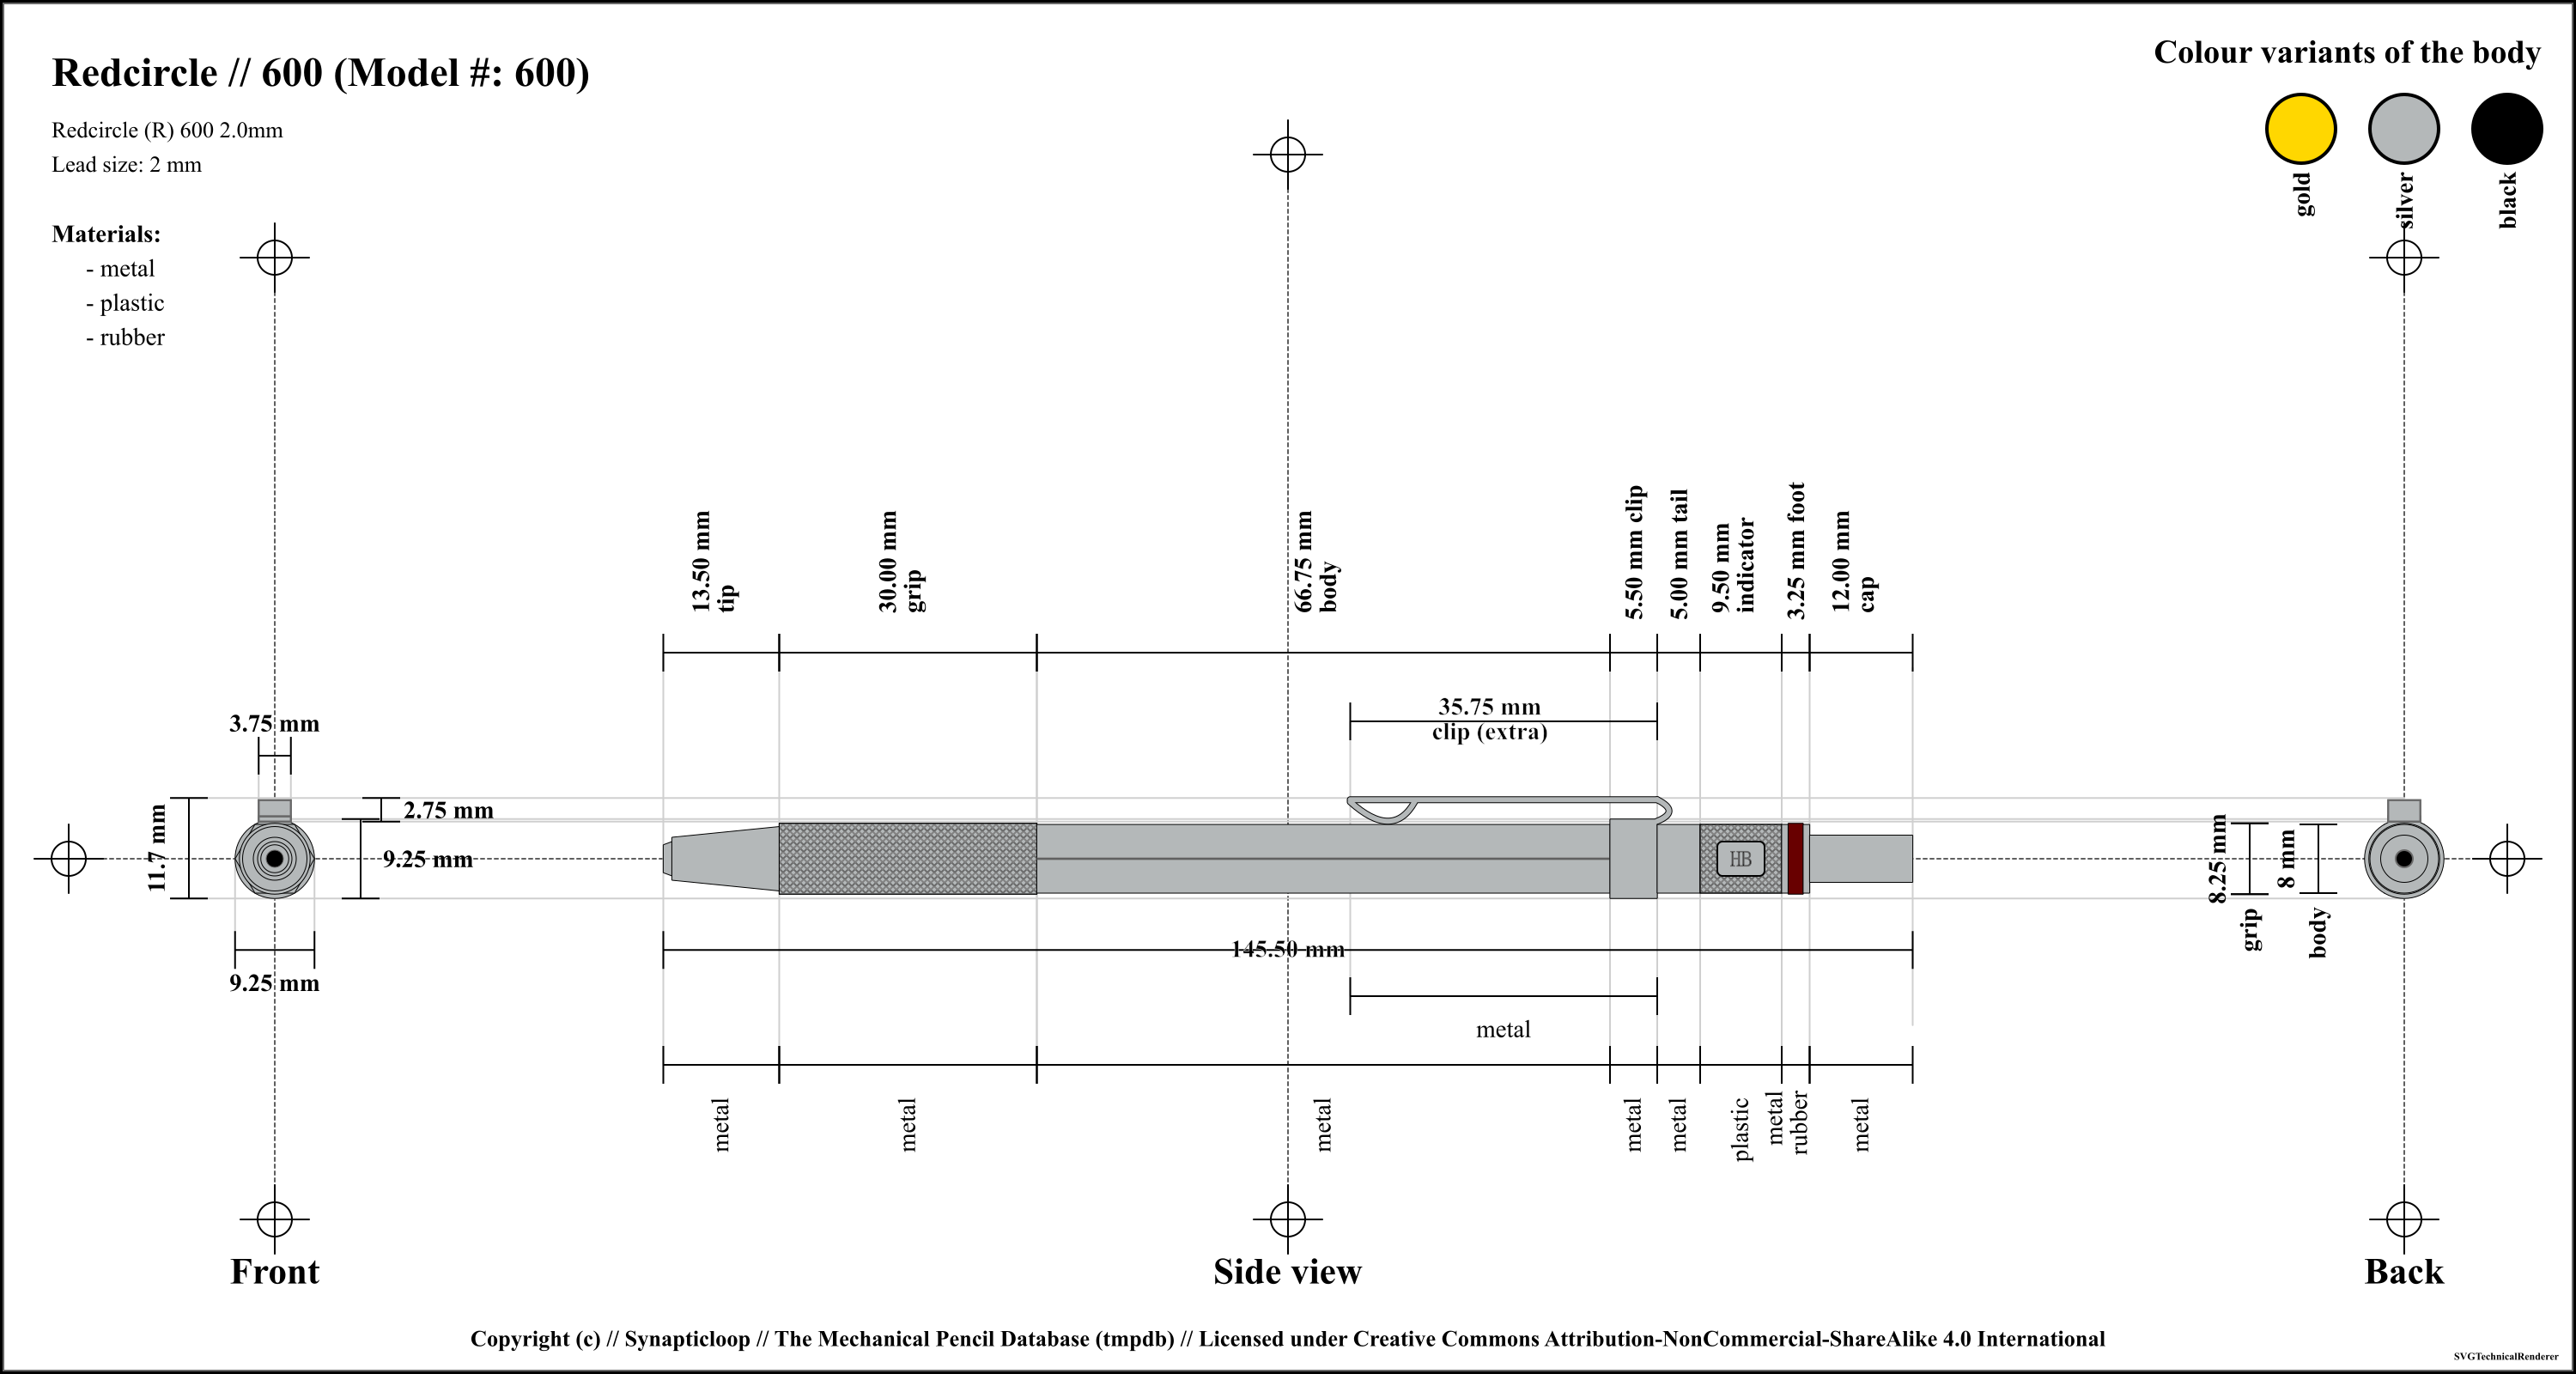 Redcircle // 600 (Model #: 600)
Redcircle (R) 600 2.0mm
Lead size: 2 mm
Materials:
- metal
- plastic
- rubber
Colour variants of the body
gold
silver
black
13.50 mm
tip
30.00 mm
grip
66.75 mm
body
5.50 mm clip
5.00 mm tail
9.50 mm
indicator
3.25 mm foot
12.00 mm
cap
35.75 mm
clip (extra)
3.75 mm
2.75 mm
11.7 mm
9.25 mm
9.25 mm
HB
8.25 mm
grip
8 mm
body
145.50 mm
metal
metal
metal
metal
metal
metal
plastic
metal
rubber
metal
Front
Side view
Back
Copyright (c) // Synapticloop // The Mechanical Pencil Database (tmpdb) // Licensed under Creative Commons Attribution-NonCommercial-ShareAlike 4.0 International
SVGTechnicalRenderer